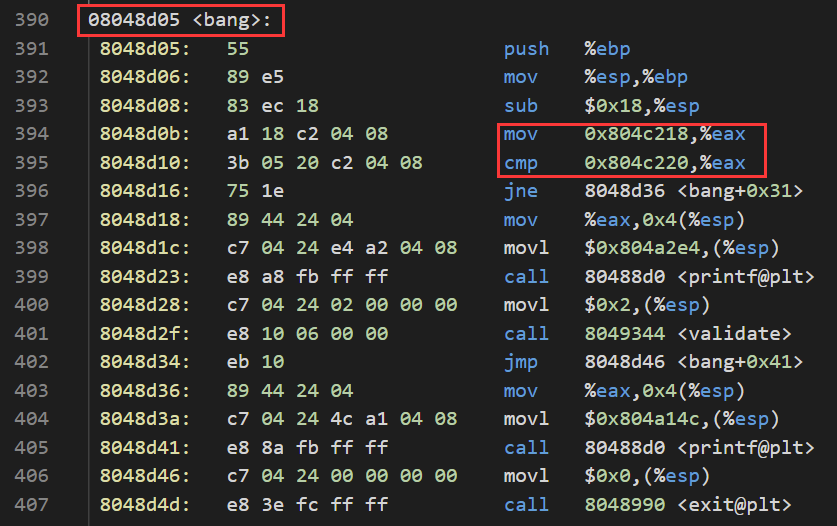 390 08048d05 <bang>:
391 8048d05: 55 push %ebp
392 8048d06: 89 e5 mov %esp,%ebp
393 8048d08: 83 ec 18 sub $0x18,%esp
394 8048d0b: a1 18 c2 04 08 mov 0x804c218,%eax
395 8048d10: 3b 05 20 c2 04 08 cmp 0x804c220,%eax
396 8048d16: 75 1e jne 8048d36 <bang+0x31>
397 8048d18: 89 44 24 04 mov %eax,0x4(%esp)
398 8048d1c: c7 04 24 e4 a2 04 08 movl $0x804a2e4,(%esp)
399 8048d23: e8 a8 fb ff ff call 80488d0 <printf@plt>
400 8048d28: c7 04 24 02 00 00 00 movl $0x2,(%esp)
401 8048d2f: e8 10 06 00 00 call 8049344 <validate>
402 8048d34: eb 10 jmp 8048d46 <bang+0x41>
403 8048d36: 89 44 24 04 mov %eax,0x4(%esp)
404 8048d3a: c7 04 24 4c a1 04 08 movl $0x804a14c,(%esp)
405 8048d41: e8 8a fb ff ff call 80488d0 <printf@plt>
406 8048d46: c7 04 24 00 00 00 00 movl $0x0,(%esp)
407 8048d4d: e8 3e fc ff ff call 8048990 <exit@plt>